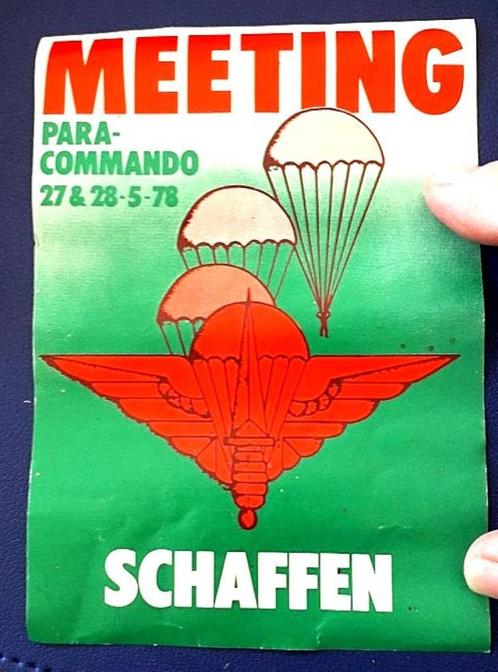 MEETING
PARA-
COMMANDO
27 & 28-5-78
SCHAFFEN